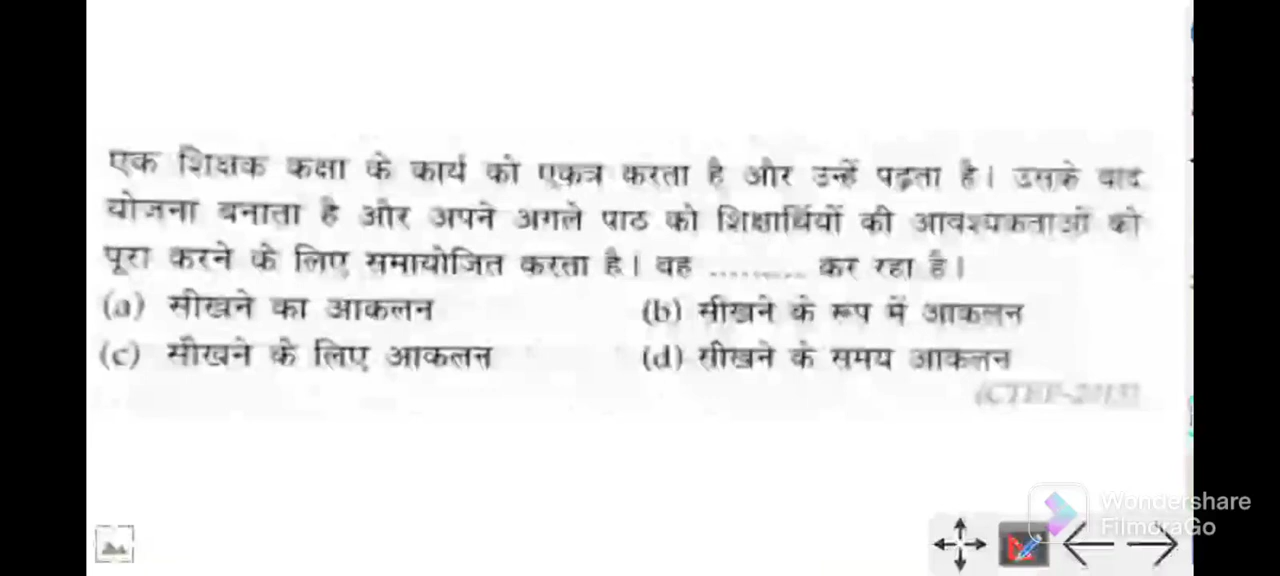 एक शिक्षक कक्षा के कार्य को एकत्र करता है और उन्हें पढ़ता है। उसके बाद
योजना बनाता है और अपने अगले पाठ को शिक्षार्थियों की आवश्यकताओं को
पूरा करने के लिए समायोजित करता है। वह .......... कर रहा है।
(a) सीखने का आकलन (b) सीखने के रूप में आकलन
(c) सीखने के लिए आकलन (d) सीखने के समय आकलन
Wondershare
FilmoraGo